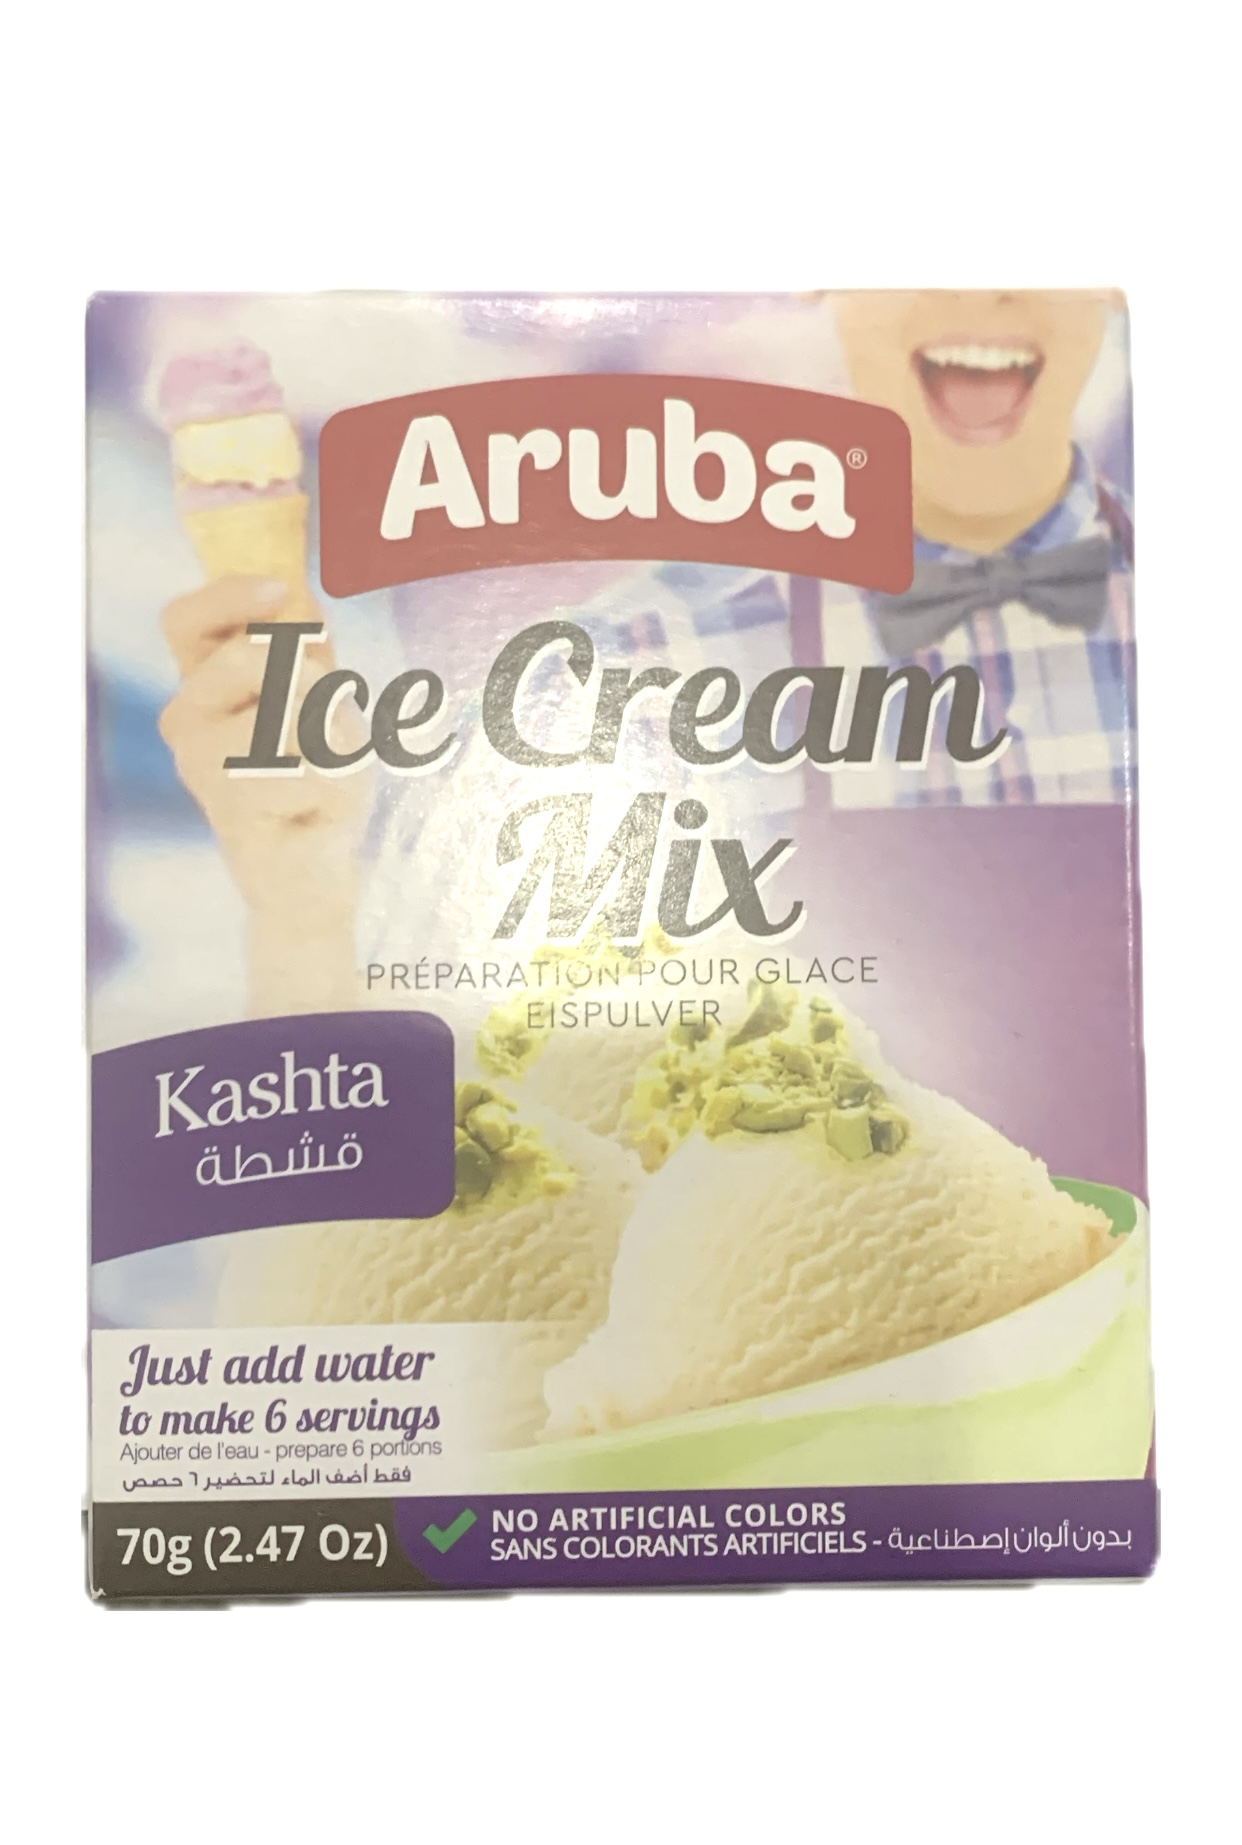 Aruba®
Ice Cream
Mix
PRÉPARATION POUR GLACE
EISPULVER
Kashta
قشطة
Just add water
to make 6 servings
Ajouter de l'eau - prepare 6 portions
فقط أضف الماء لتحضير ٦ حصص
70g (2.47 Oz)
NO ARTIFICIAL COLORS
SANS COLORANTS ARTIFICIELS - بدون ألوان إصطناعية